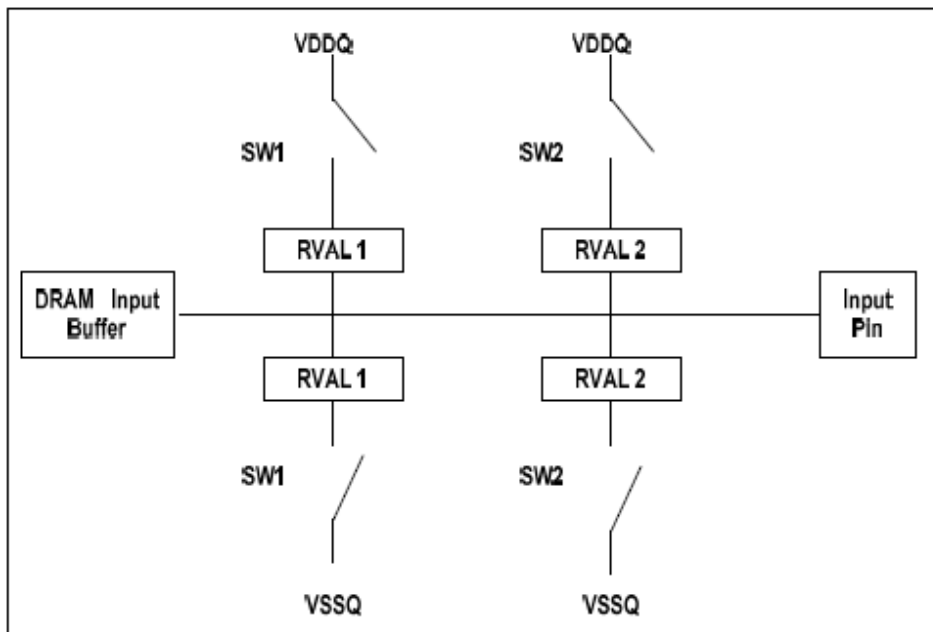 VDDQ VDDQ
SW1 SW2
RVAL 1 RVAL 2
DRAM Input
Buffer
Input
Pin
RVAL 1 RVAL 2
SW1 SW2
VSSQ VSSQ